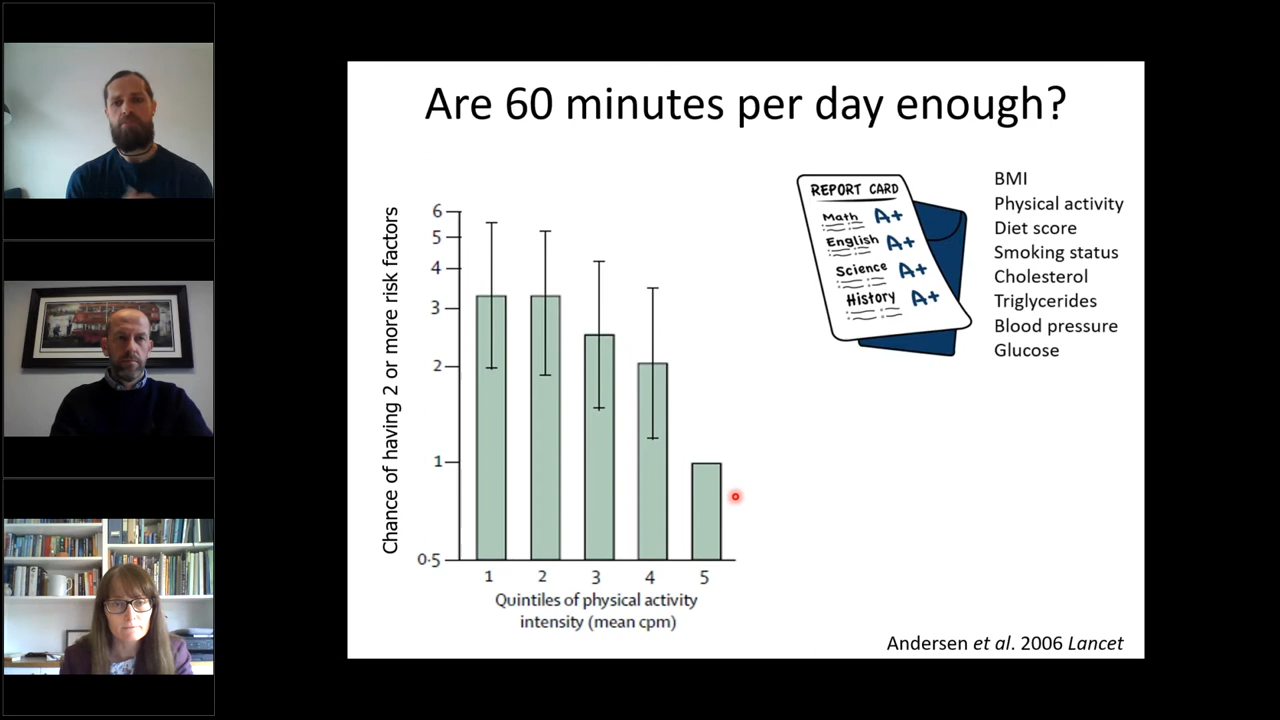 Are 60 minutes per day enough?
REPORT CARD
Math A+
English A+
Science A+
History A+
BMI
Physical activity
Diet score
Smoking status
Cholesterol
Triglycerides
Blood pressure
Glucose
Chance of having 2 or more risk factors
6
5
4
3
2
1
0·5
1 2 3 4 5
Quintiles of physical activity
intensity (mean cpm)
Andersen et al. 2006 Lancet